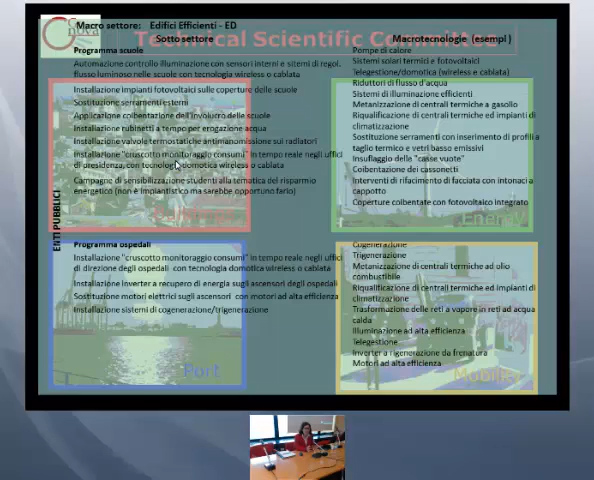 Macro settore: Edifici Efficienti - ED
Technical Scientific Committee
Sotto settore
Macrotecnologie (esempi)
Programma scuole
Automazione controllo illuminazione con sensori interni e sterni di regol. flusso luminoso nelle scuole con tecnologia wireless o cablata
Installazione impianti fotovoltaici sulle coperture delle scuole
Sostituzione serramenti esterni
Applicazione coibentazione dell'involucro delle scuole
Installazione rubinetti a tempo per erogazione acqua
Installazione valvole termostatiche antimanomissione sui radiatori
Installazione "cruscotto monitoraggio consumi" in tempo reale negli uffici
di presidenza, con tecnologia domotica wireless o cablata
Campagne di sensibilizzazione studenti alla tematica del risparmio
energetico (non è impiantistico ma sarebbe opportuno farlo)
Pompe di calore
Sistemi solari termici e fotovoltaici
Telegestione/domotica (wireless e cablata)
Riduttori di flusso d'acqua
Sistemi di illuminazione efficienti
Metanizzazione di centrali termiche a gasolio
Riqualificazione di centrali termiche ed impianti di
climatizzazione
Sostituzione serramenti con inserimento di profili a
taglio termico e vetri basso emissivi
Insuflaggio delle "casse vuote"
Coibentazione dei cassonetti
Interventi di rifacimento di facciata con intonaci a
cappotto
Coperture coibentate con fotovoltaico integrato
Energy
ENTI PUBBLICI
Programma ospedali
Installazione "cruscotto monitoraggio consumi" in tempo reale negli uffici
di direzione degli ospedali con tecnologia domotica wireless o cablata
Installazione inverter a recupero di energia sugli ascensori degli ospedali
Sostituzione motori elettrici sugli ascensori con motori ad alta efficienza
Installazione sistemi di cogenerazione/trigenerazione
Port
Cogenerazione
Trigenerazione
Metanizzazione di centrali termiche ad olio
combustibile
Riqualificazione di centrali termiche ed impianti di
climatizzazione
Trasformazione delle reti a vapore in reti ad acqua
calda
Illuminazione ad alta efficienza
Telegestione
Inverter a rigenerazione da frenatura
Motori ad alta efficienza
Mobility